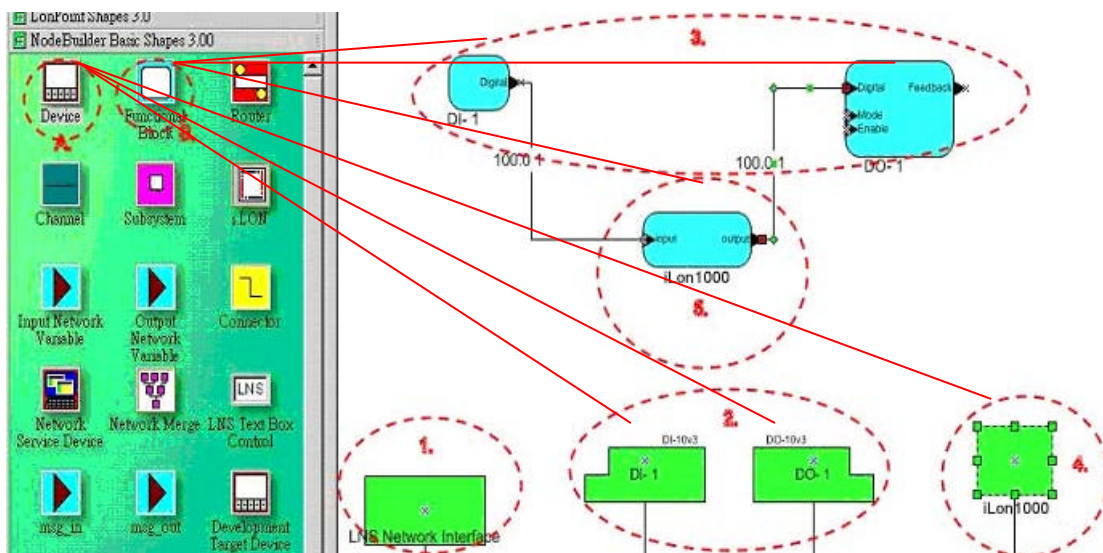 LonPoint Shapes 3.0
NodeBuilder Basic Shapes 3.00
Device
Functional
Block
Router
A.
B.
Channel
Subsystem
i.LON
Input Network
Variable
Output
Network
Variable
Connector
Network
Service Device
Network Merge
LNS
LNS Text Box
Control
msg_in
msg_out
Development
Target Device
3.
Digital
DI- 1
Digital
Feedback
Mode
Enable
DO- 1
100.0 1
100.0 1
input
output
iLon1000
5.
1.
LNS Network Interface
2.
DI-10v3
DI- 1
DO-10v3
DO- 1
4.
iLon1000